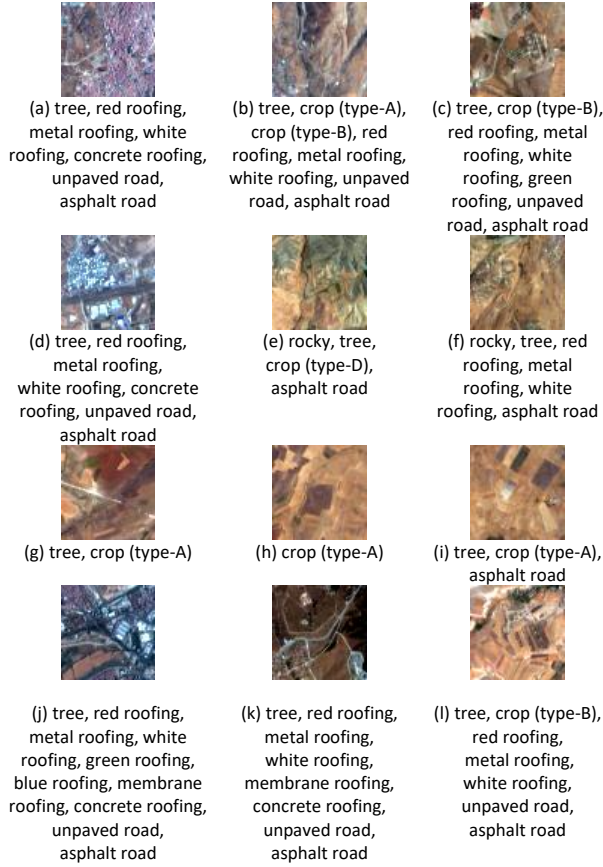 (a) tree, red roofing,
metal roofing, white
roofing, concrete roofing,
unpaved road,
asphalt road
(b) tree, crop (type-A),
crop (type-B), red
roofing, metal roofing,
white roofing, unpaved
road, asphalt road
(c) tree, crop (type-B),
red roofing, metal
roofing, white
roofing, green
roofing, unpaved
road, asphalt road
(d) tree, red roofing,
metal roofing,
white roofing, concrete
roofing, unpaved road,
asphalt road
(e) rocky, tree,
crop (type-D),
asphalt road
(f) rocky, tree, red
roofing, metal
roofing, white
roofing, asphalt road
(g) tree, crop (type-A)
(h) crop (type-A)
(i) tree, crop (type-A),
asphalt road
(j) tree, red roofing,
metal roofing, white
roofing, green roofing,
blue roofing, membrane
roofing, concrete roofing,
unpaved road,
asphalt road
(k) tree, red roofing,
metal roofing,
white roofing,
membrane roofing,
concrete roofing,
unpaved road,
asphalt road
(l) tree, crop (type-B),
red roofing,
metal roofing,
white roofing,
unpaved road,
asphalt road